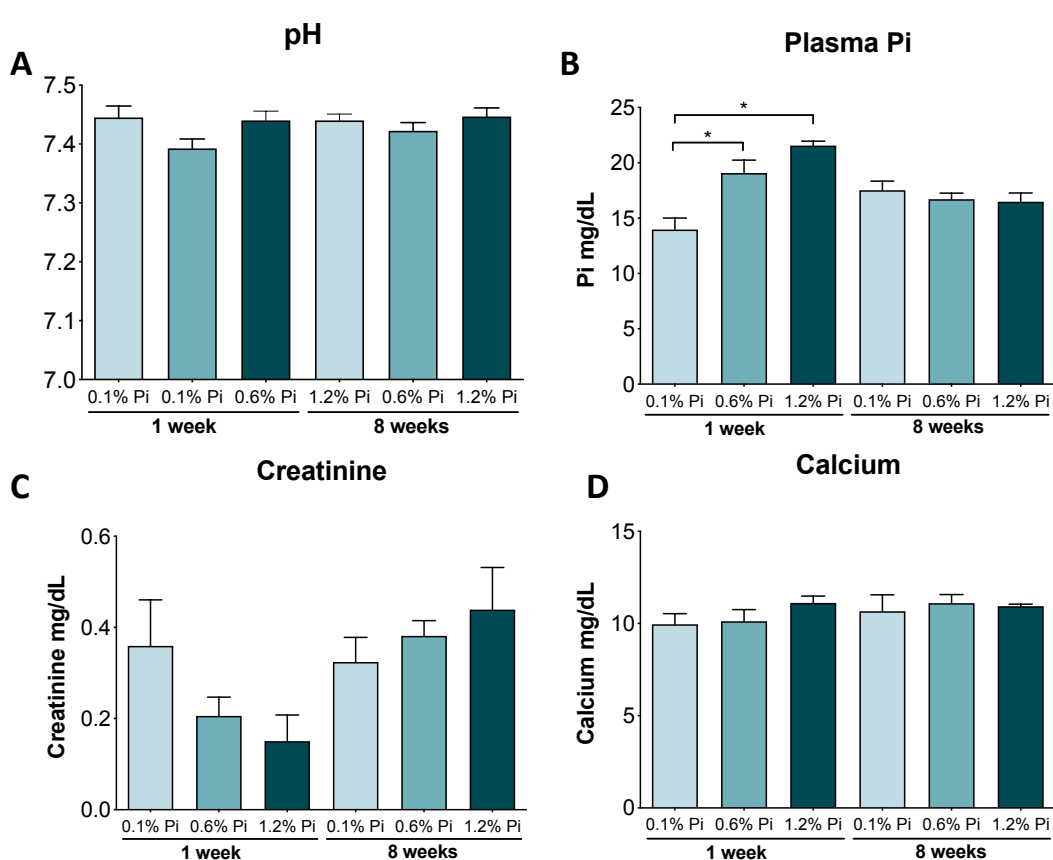 A
pH
7.5
7.4
7.3
7.2
7.1
7.0
0.1% Pi 0.1% Pi 0.6% Pi 1.2% Pi 0.6% Pi 1.2% Pi
1 week 8 weeks
B
Plasma Pi
Pi mg/dL
25
20
15
10
5
0
*
*
0.1% Pi 0.6% Pi 1.2% Pi 0.1% Pi 0.6% Pi 1.2% Pi
1 week 8 weeks
C
Creatinine
Creatinine mg/dL
0.6
0.4
0.2
0.0
0.1% Pi 0.6% Pi 1.2% Pi 0.1% Pi 0.6% Pi 1.2% Pi
1 week 8 weeks
D
Calcium
Calcium mg/dL
15
10
5
0
0.1% Pi 0.6% Pi 1.2% Pi 0.1% Pi 0.6% Pi 1.2% Pi
1 week 8 weeks